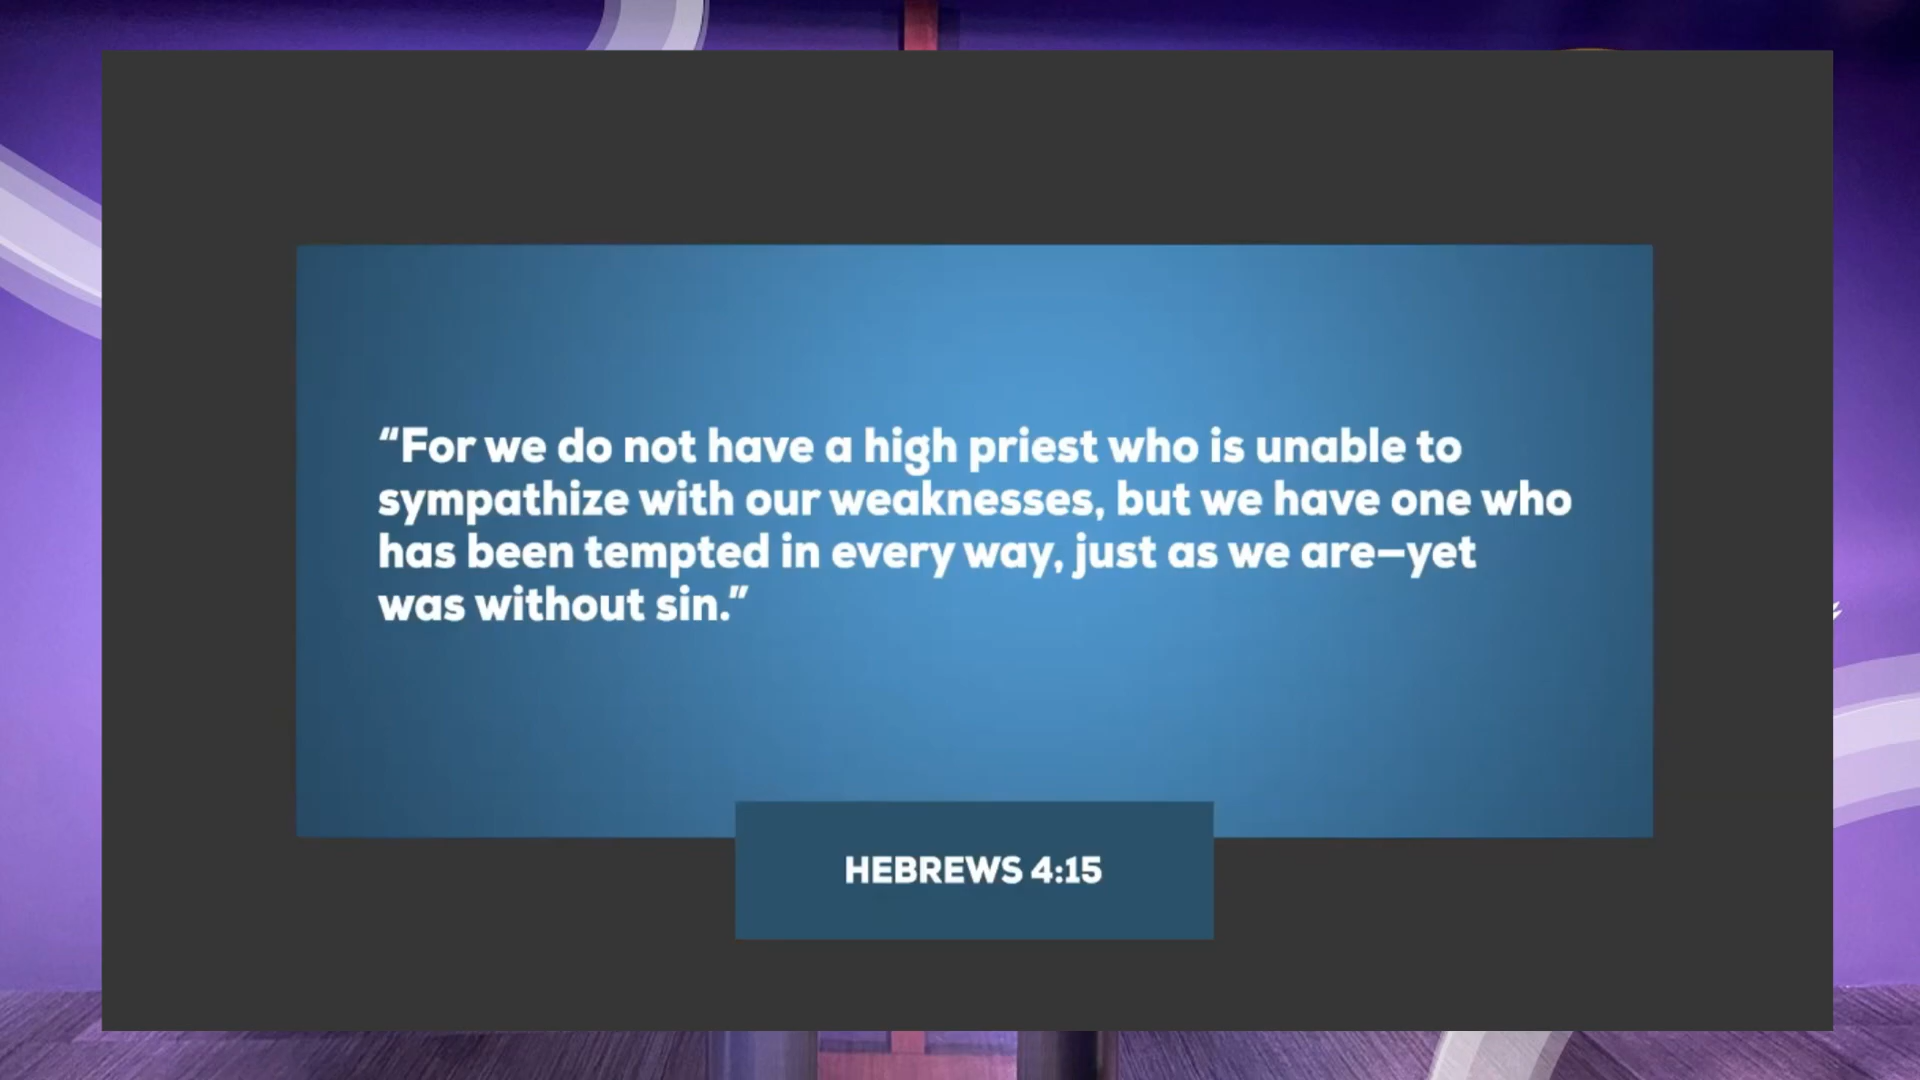 “For we do not have a high priest who is unable to
sympathize with our weaknesses, but we have one who
has been tempted in every way, just as we are—yet
was without sin.”
HEBREWS 4:15